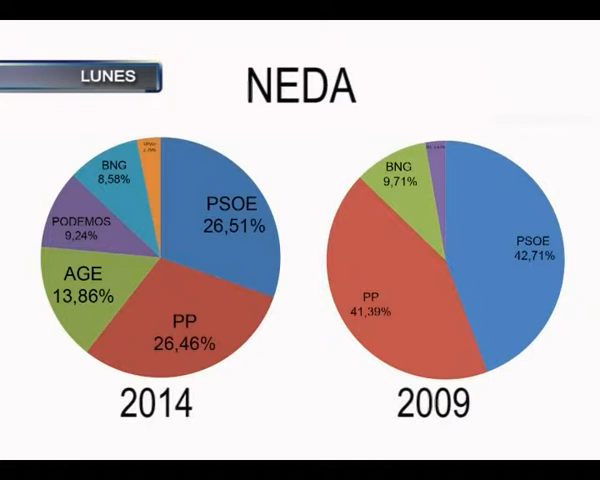 LUNES
NEDA
PSOE
26,51%
PP
26,46%
AGE
13,86%
PODEMOS
9,24%
BNG
8,58%
PSOE
42,71%
PP
41,39%
BNG
9,71%
2014
2009